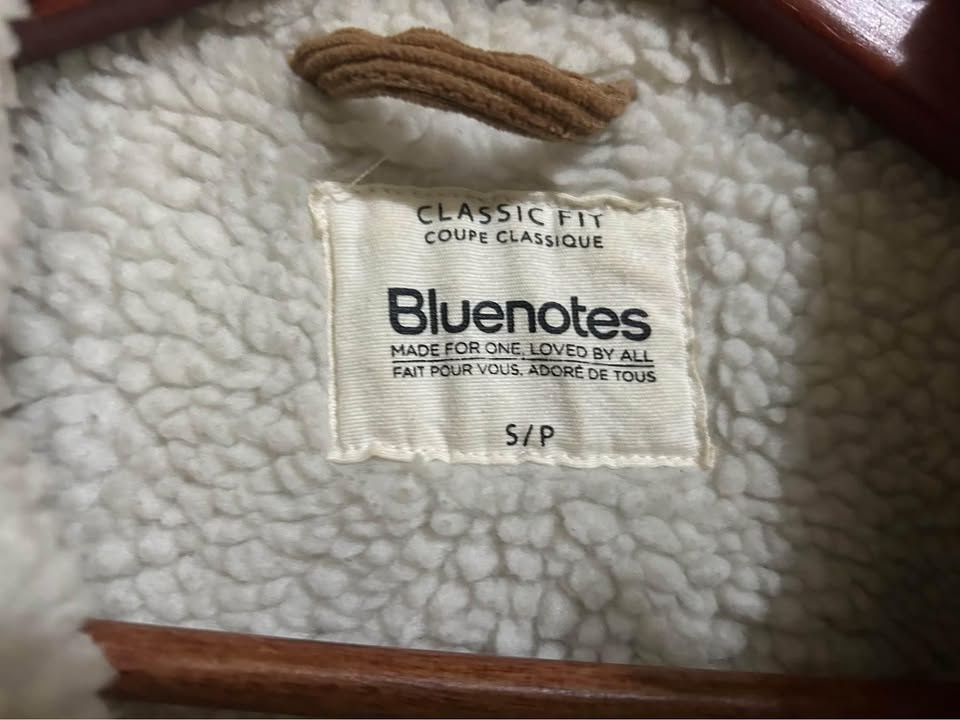 CLASSIC FIT
COUPE CLASSIQUE
Bluenotes
MADE FOR ONE, LOVED BY ALL
FAIT POUR VOUS, ADORÉ DE TOUS
S/P